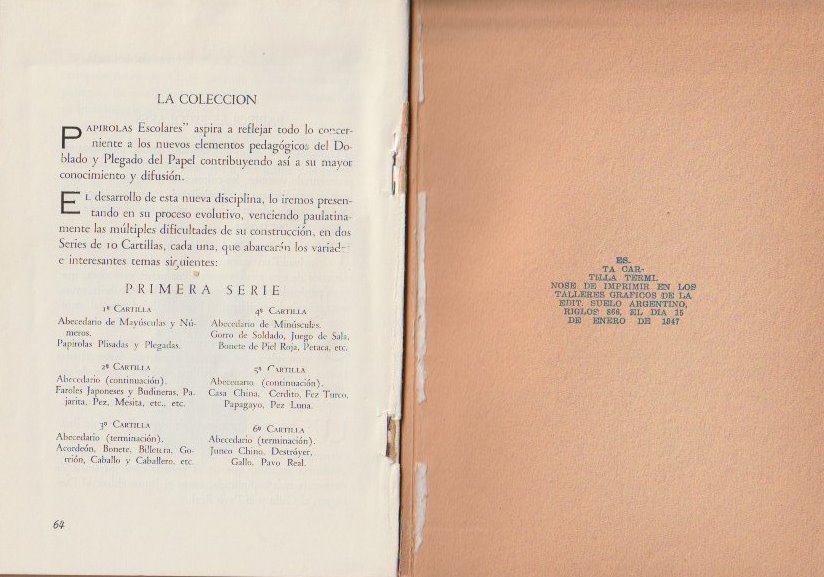 LA COLECCION
PAPIROLAS Escolares" aspira a reflejar todo lo concer-
niente a los nuevos elementos pedagógicos del Do-
blado y Plegado del Papel contribuyendo así a su mayor
conocimiento y difusión.
EL desarrollo de esta nueva disciplina, lo iremos presen-
tando en su proceso evolutivo, venciendo paulatina-
mente las múltiples dificultades de su construcción, en dos
Series de 10 Cartillas, cada una, que abarcarán los variados
e interesantes temas siguientes:
PRIMERA SERIE
1ª CARTILLA
Abecedario de Mayúsculas y Nú-
meros.
Papirolas Plisadas y Plegadas.
2ª CARTILLA
Abecedario (continuación).
Faroles Japoneses y Budineras, Pa-
jarita, Pez, Mesita, etc., etc.
3ª CARTILLA
Abecedario (terminación).
Acordeón, Bonete, Billetera, Go-
rrión, Caballo y Caballero, etc.
4ª CARTILLA
Abecedario de Minúsculas.
Gorro de Soldado, Juego de Sala,
Bonete de Piel Roja, Petaca, etc.
5ª CARTILLA
Abecedario (continuación).
Casa China, Cerdito, Fez Turco,
Papagayo, Pez Luna.
6ª CARTILLA
Abecedario (terminación).
Junco Chino, Destróyer,
Gallo, Pavo Real.
64
ES-
TA CAR-
TILLA TERMI-
NOSE DE IMPRIMIR EN LOS
TALLERES GRAFICOS DE LA
EDIT. SUELO ARGENTINO,
RIGLOS 866, EL DIA 15
DE ENERO DE 1947